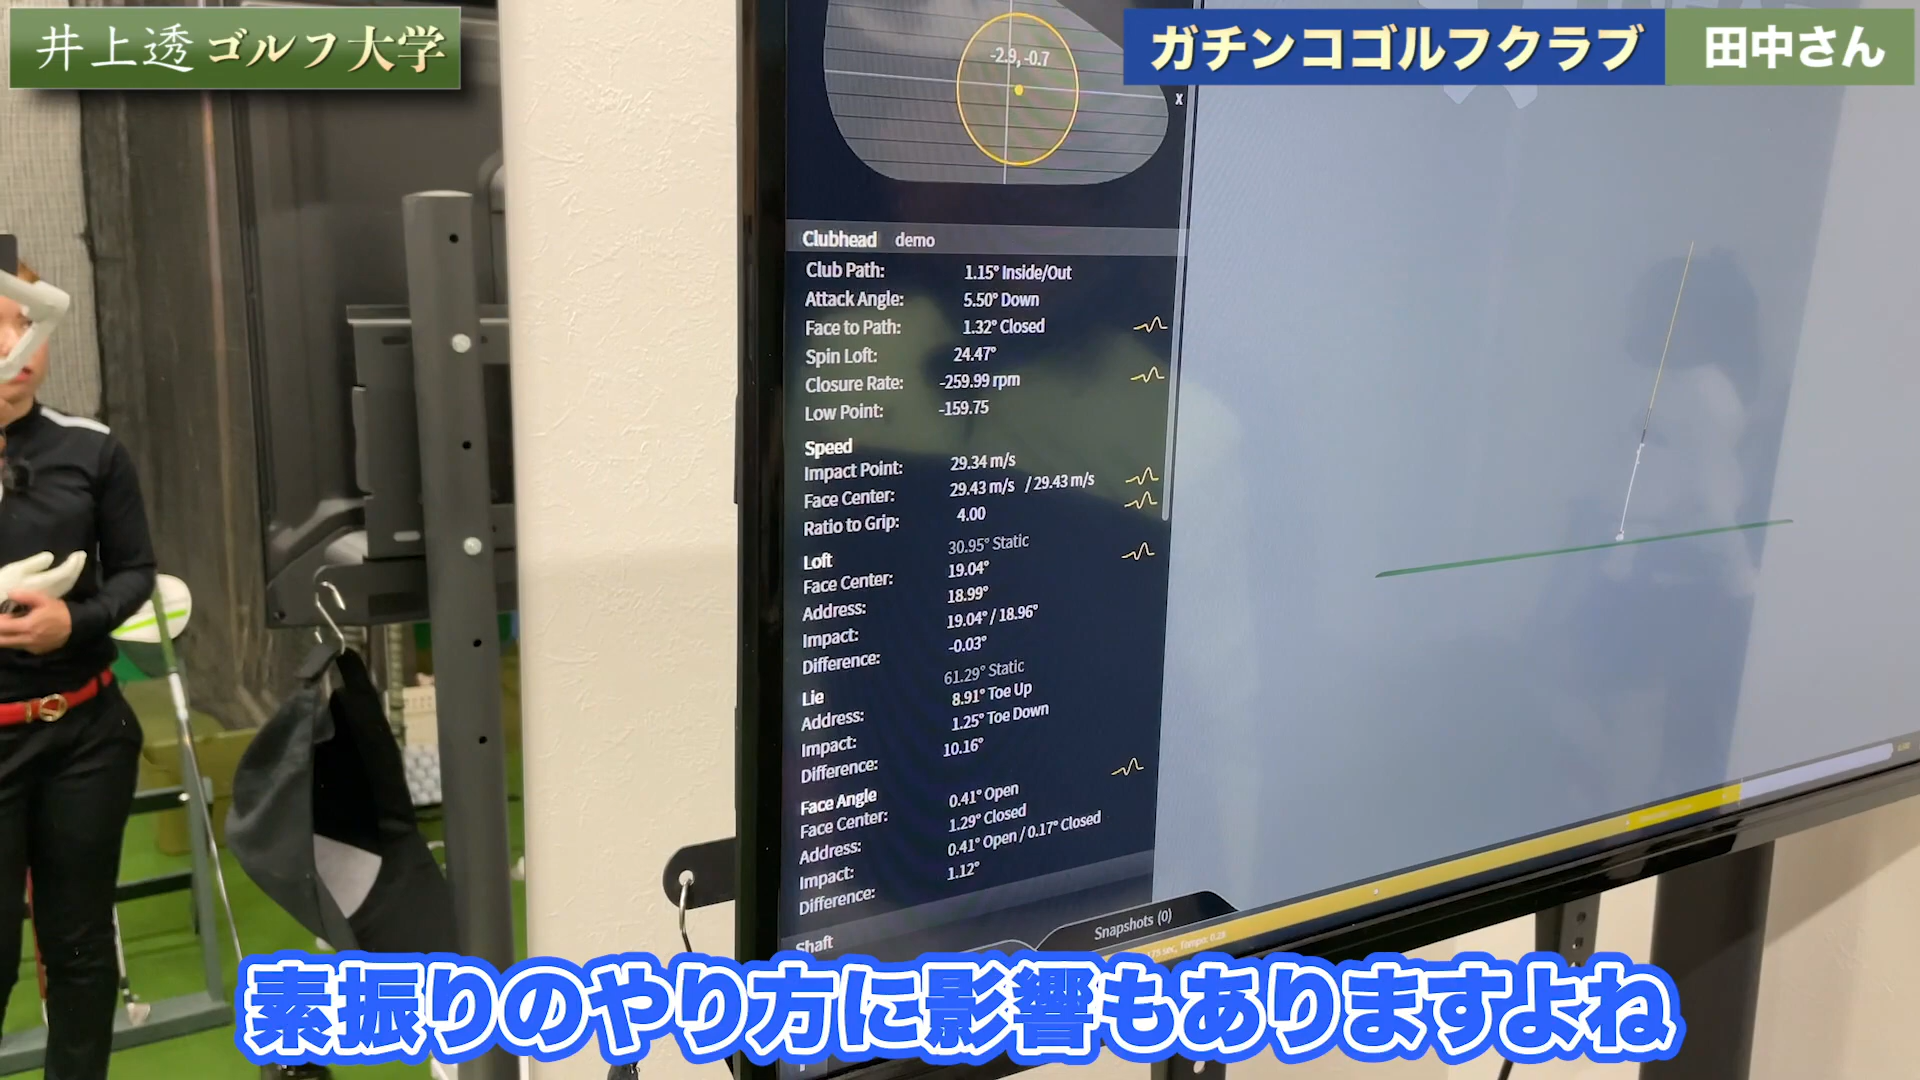 井上透ゴルフ大学
ガチンコゴルフクラブ 田中さん
-2.9, -0.7
X
Clubhead demo
Club Path: 1.15° Inside/Out
Attack Angle: 5.50° Down
Face to Path: 1.32° Closed
Spin Loft: 24.47°
Closure Rate: -259.99 rpm
Low Point: -159.75
Speed
Impact Point: 29.34 m/s
Face Center: 29.43 m/s / 29.43 m/s
Ratio to Grip: 4.00
Loft 30.95° Static
Face Center: 19.04°
Address: 18.99°
Impact: 19.04° / 18.96°
Difference: -0.03°
Lie 61.29° Static
Address: 8.91° Toe Up
Impact: 1.25° Toe Down
Difference: 10.16°
Face Angle
Face Center: 0.41° Open
Address: 1.29° Closed
Impact: 0.41° Open / 0.17° Closed
Difference: 1.12°
Shaft
Snapshots (0)
素振りのやり方に影響もありますよね